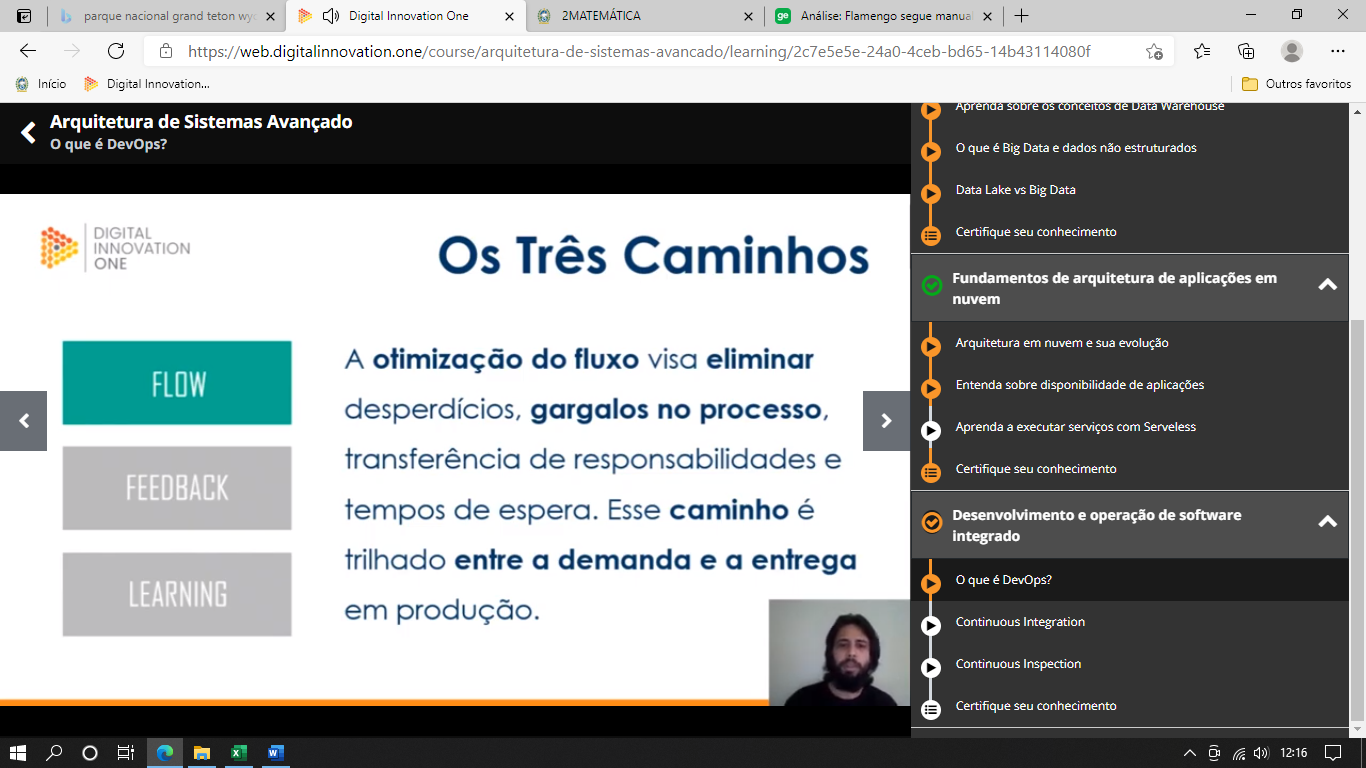 parque nacional grand teton wy
Digital Innovation One
2MATEMÁTICA
ge
Análise: Flamengo segue manua
https://web.digitalinnovation.one/course/arquitetura-de-sistemas-avancado/learning/2c7e5e5e-24a0-4ceb-bd65-14b43114080f
Início
Digital Innovation...
Outros favoritos
Arquitetura de Sistemas Avançado
O que é DevOps?
DIGITAL
INNOVATION
ONE
Os Três Caminhos
FLOW
FEEDBACK
LEARNING
A otimização do fluxo visa eliminar
desperdícios, gargalos no processo,
transferência de responsabilidades e
tempos de espera. Esse caminho é
trilhado entre a demanda e a entrega
em produção.
Aprenda sobre os conceitos de Data Warehouse
O que é Big Data e dados não estruturados
Data Lake vs Big Data
Certifique seu conhecimento
Fundamentos de arquitetura de aplicações em
nuvem
Arquitetura em nuvem e sua evolução
Entenda sobre disponibilidade de aplicações
Aprenda a executar serviços com Serveless
Certifique seu conhecimento
Desenvolvimento e operação de software
integrado
O que é DevOps?
Continuous Integration
Continuous Inspection
Certifique seu conhecimento
12:16